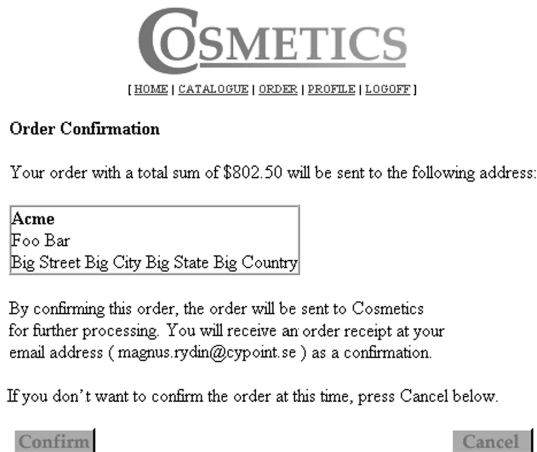 COSMETICS
[ HOME | CATALOGUE | ORDER | PROFILE | LOGOFF ]
Order Confirmation
Your order with a total sum of $802.50 will be sent to the following address:
Acme
Foo Bar
Big Street Big City Big State Big Country
By confirming this order, the order will be sent to Cosmetics
for further processing. You will receive an order receipt at your
email address ( magnus.rydin@cypoint.se ) as a confirmation.
If you don't want to confirm the order at this time, press Cancel below.
Confirm Cancel